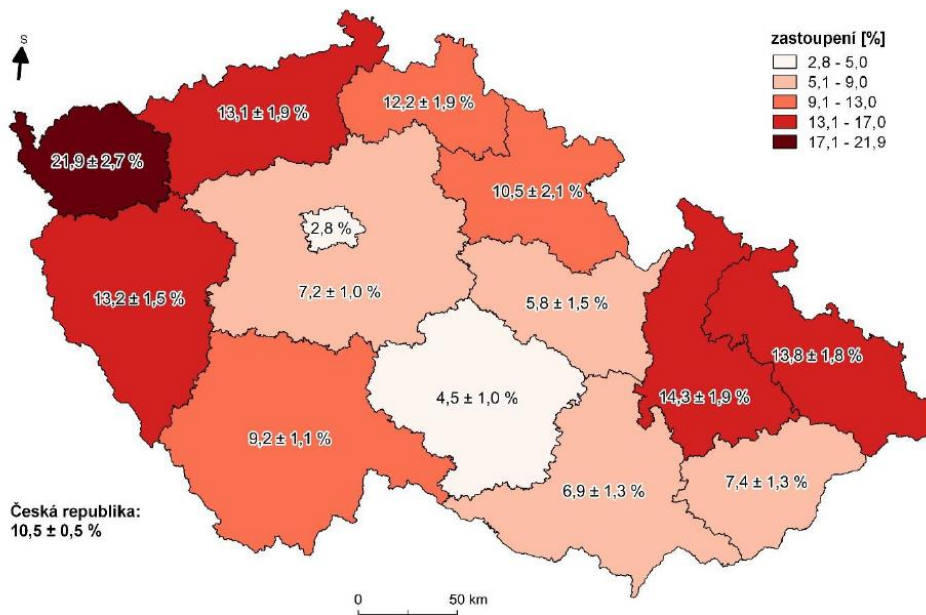 S
zastoupení [%]
2,8 - 5,0
5,1 - 9,0
9,1 - 13,0
13,1 - 17,0
17,1 - 21,9
13,1 ± 1,9 %
12,2 ± 1,9 %
21,9 ± 2,7 %
10,5 ± 2,1 %
2,8 %
7,2 ± 1,0 %
13,2 ± 1,5 %
5,8 ± 1,5 %
13,8 ± 1,8 %
4,5 ± 1,0 %
14,3 ± 1,9 %
9,2 ± 1,1 %
7,4 ± 1,3 %
6,9 ± 1,3 %
Česká republika:
10,5 ± 0,5 %
0 50 km